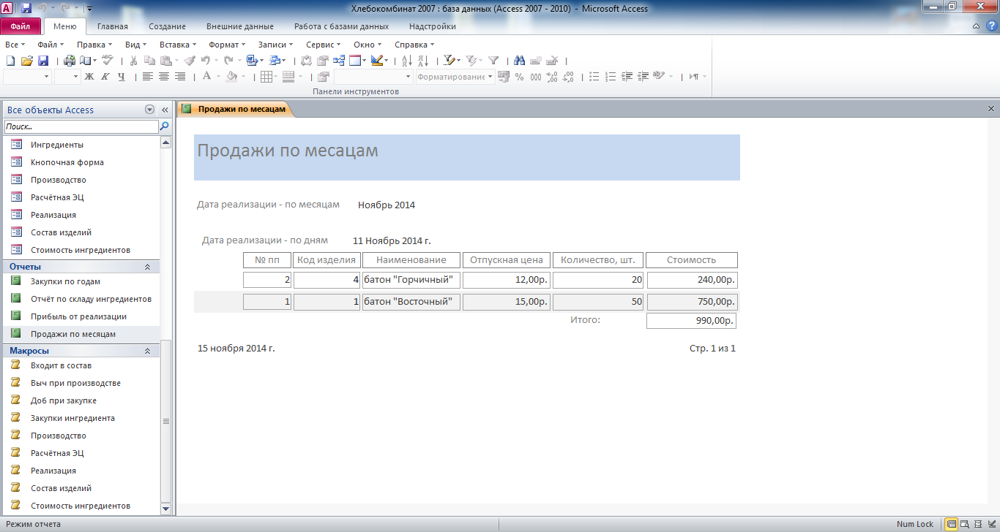 Хлебокомбинат 2007 : база данных (Access 2007 - 2010) - Microsoft Access
Файл Меню Главная Создание Внешние данные Работа с базами данных Надстройки
Все Файл Правка Вид Вставка Формат Записи Сервис Окно Справка
Ж К Ч А Форматирование % 000
Панели инструментов
Все объекты Access
Поиск...
Ингредиенты
Кнопочная форма
Производство
Расчётная ЭЦ
Реализация
Состав изделий
Стоимость ингредиентов
Отчеты
Закупки по годам
Отчёт по складу ингредиентов
Прибыль от реализации
Продажи по месяцам
Макросы
Входит в состав
Выч при производстве
Доб при закупке
Закупки ингредиента
Производство
Расчётная ЭЦ
Реализация
Состав изделий
Стоимость ингредиентов
Продажи по месацам
Продажи по месацам
Дата реализации - по месяцам Ноябрь 2014
Дата реализации - по дням 11 Ноябрь 2014 г.
№ пп Код изделия Наименование Отпускная цена Количество, шт. Стоимость
2 4 батон "Горчичный" 12,00р. 20 240,00р.
1 1 батон "Восточный" 15,00р. 50 750,00р.
Итого: 990,00р.
15 ноября 2014 г. Стр. 1 из 1
Режим отчета Num Lock